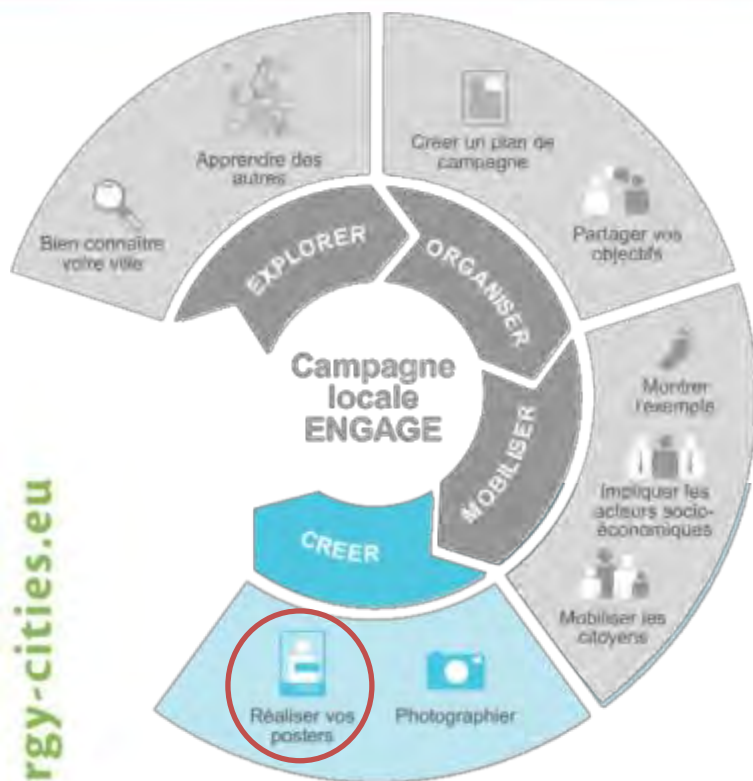 Apprendre des
autres
Bien connaître
votre ville
Créer un plan de
campagne
Partager vos
objectifs
EXPLORER
ORGANISER
MOBILISER
CREER
Campagne
locale
ENGAGE
Montrer
l'exemple
Impliquer les
acteurs socio-
économiques
Mobiliser les
citoyens
Réaliser vos
posters
Photographier
rgy-cities.eu